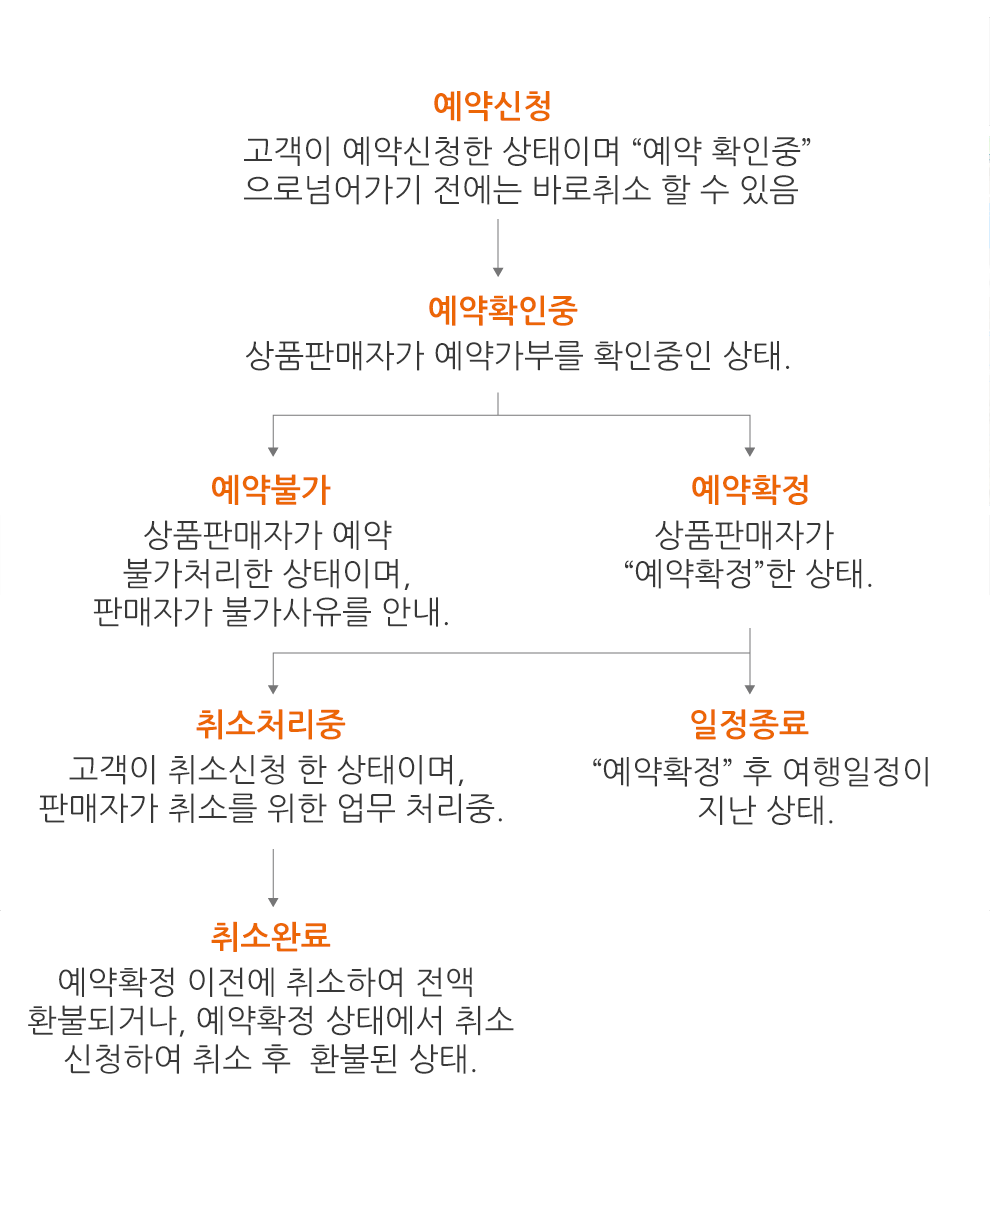 예약신청
고객이 예약신청한 상태이며 “예약 확인중”
으로넘어가기 전에는 바로취소 할 수 있음
예약확인중
상품판매자가 예약가부를 확인중인 상태.
예약불가
상품판매자가 예약
불가처리한 상태이며,
판매자가 불가사유를 안내.
예약확정
상품판매자가
“예약확정”한 상태.
취소처리중
고객이 취소신청 한 상태이며,
판매자가 취소를 위한 업무 처리중.
일정종료
“예약확정” 후 여행일정이
지난 상태.
취소완료
예약확정 이전에 취소하여 전액
환불되거나, 예약확정 상태에서 취소
신청하여 취소 후  환불된 상태.